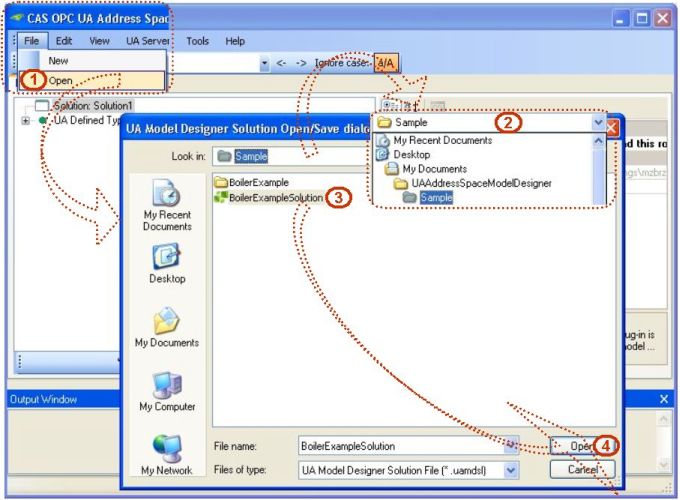 CAS OPC UA Address Spac
File Edit View UA Server Tools Help
New
1 Open
<- -> Ignore case: a/A
Solution: Solution1
UA Defined Typ
UA Model Designer Solution Open/Save dialo
Look in: Sample
Sample 2
My Recent Documents
Desktop
My Documents
UAAddressSpaceModelDesigner
Sample
nd this ro
ngs\mzbrz
BoilerExample
BoilerExampleSolution 3
My Recent
Documents
Desktop
My Documents
My Computer
My Network
ug-in is
odel ...
Output Window
File name: BoilerExampleSolution
Open 4
Files of type: UA Model Designer Solution File (* .uamdsl)
Cancel